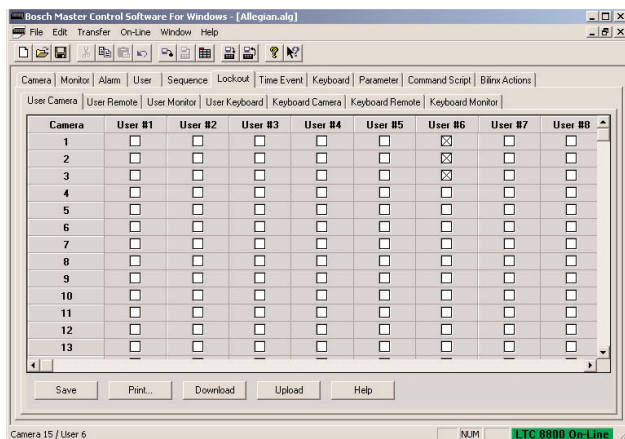 Bosch Master Control Software For Windows - [Allegian.alg]
File Edit Transfer On-Line Window Help
Camera Monitor Alarm User Sequence Lockout Time Event Keyboard Parameter Command Script Bilinx Actions
User Camera User Remote User Monitor User Keyboard Keyboard Camera Keyboard Remote Keyboard Monitor
Camera User #1 User #2 User #3 User #4 User #5 User #6 User #7 User #8
1
2
3
4
5
6
7
8
9
10
11
12
13
Save Print... Download Upload Help
Camera 15 / User 6 NUM LTC 8800 On-Line